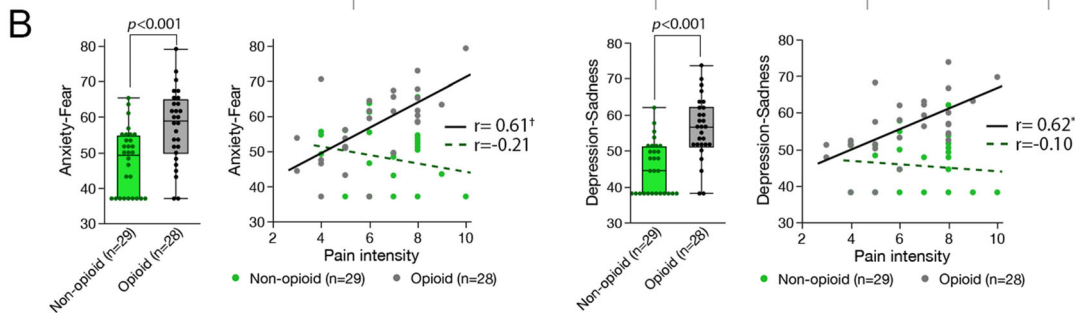 B
p<0.001
Anxiety-Fear
80
70
60
50
40
30
Non-opioid (n=29)
Opioid (n=28)
Anxiety-Fear
80
70
60
50
40
30
2 4 6 8 10
Pain intensity
r= 0.61†
r=-0.21
Non-opioid (n=29) Opioid (n=28)
p<0.001
Depression-Sadness
80
70
60
50
40
30
Non-opioid (n=29)
Opioid (n=28)
Depression-Sadness
80
70
60
50
40
30
2 4 6 8 10
Pain intensity
r= 0.62*
r=-0.10
Non-opioid (n=29) Opioid (n=28)